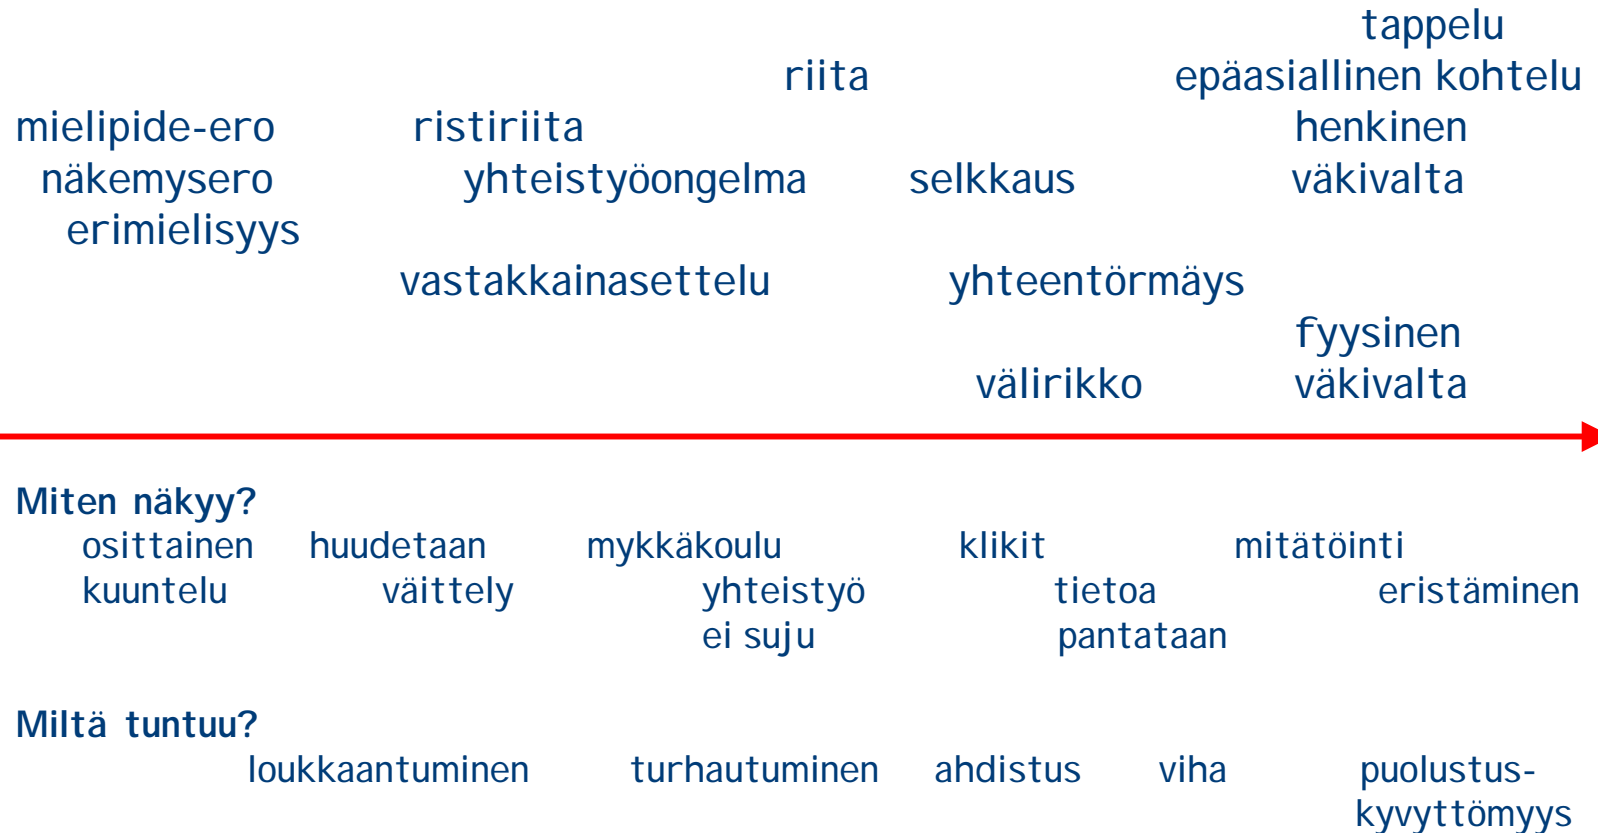 tappelu
riita epäasiallinen kohtelu
mielipide-ero ristiriita henkinen
näkemysero yhteistyöongelma selkkaus väkivalta
erimielisyys
vastakkainasettelu yhteentörmäys
fyysinen
välirikko väkivalta
Miten näkyy?
osittainen huudetaan mykkäkoulu klikit mitätöinti
kuuntelu väittely yhteistyö tietoa eristäminen
ei suju pantataan
Miltä tuntuu?
loukkaantuminen turhautuminen ahdistus viha puolustus-
kyvyttömyys